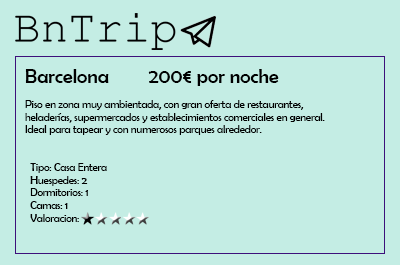 BnTrip
Barcelona 200€ por noche
Piso en zona muy ambientada, con gran oferta de restaurantes,
heladerías, supermercados y establecimientos comerciales en general.
Ideal para tapear y con numerosos parques alrededor.
Tipo: Casa Entera
Huespedes: 2
Dormitorios: 1
Camas: 1
Valoracion: